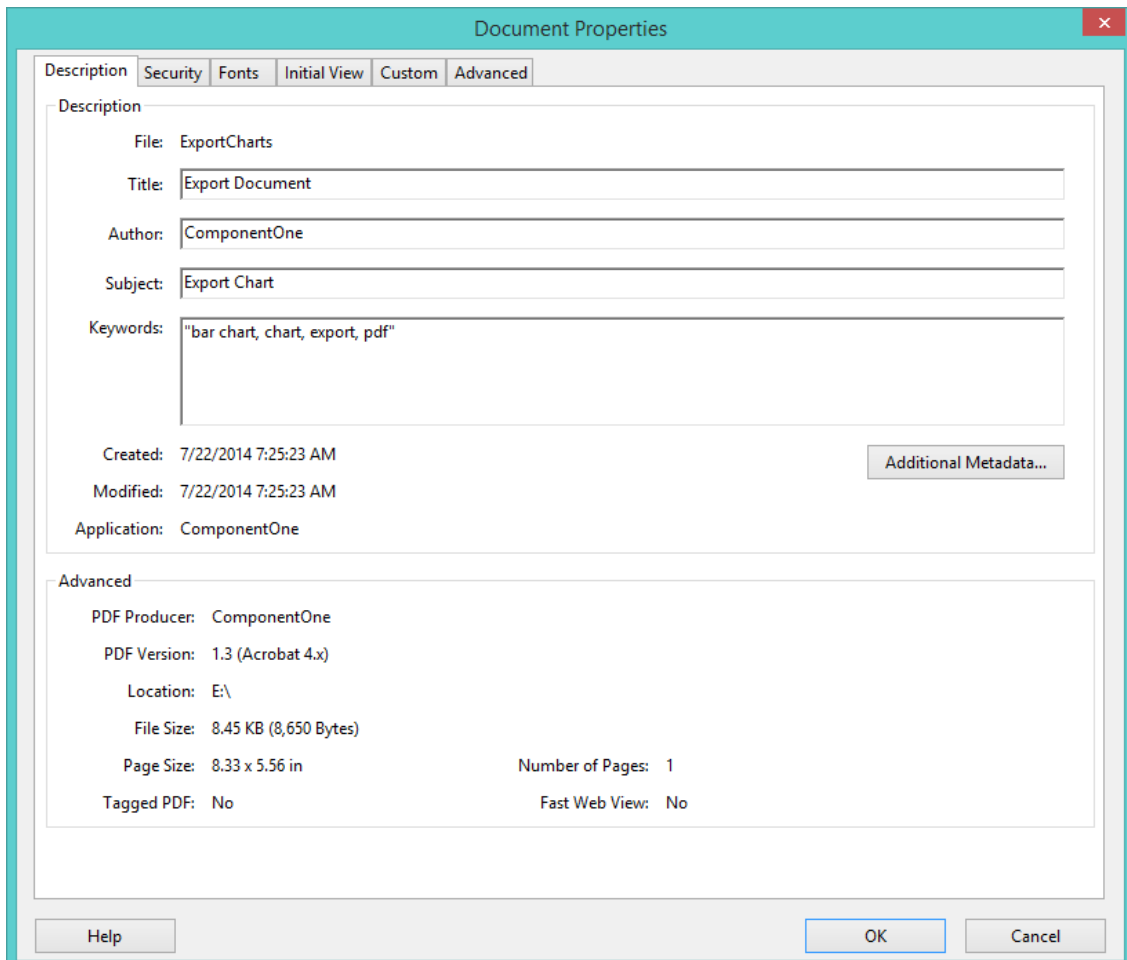 Document Properties
Description Security Fonts Initial View Custom Advanced
Description
File: ExportCharts
Title: Export Document
Author: ComponentOne
Subject: Export Chart
Keywords: "bar chart, chart, export, pdf"
Created: 7/22/2014 7:25:23 AM
Additional Metadata...
Modified: 7/22/2014 7:25:23 AM
Application: ComponentOne
Advanced
PDF Producer: ComponentOne
PDF Version: 1.3 (Acrobat 4.x)
Location: E:\
File Size: 8.45 KB (8,650 Bytes)
Page Size: 8.33 x 5.56 in Number of Pages: 1
Tagged PDF: No Fast Web View: No
Help OK Cancel